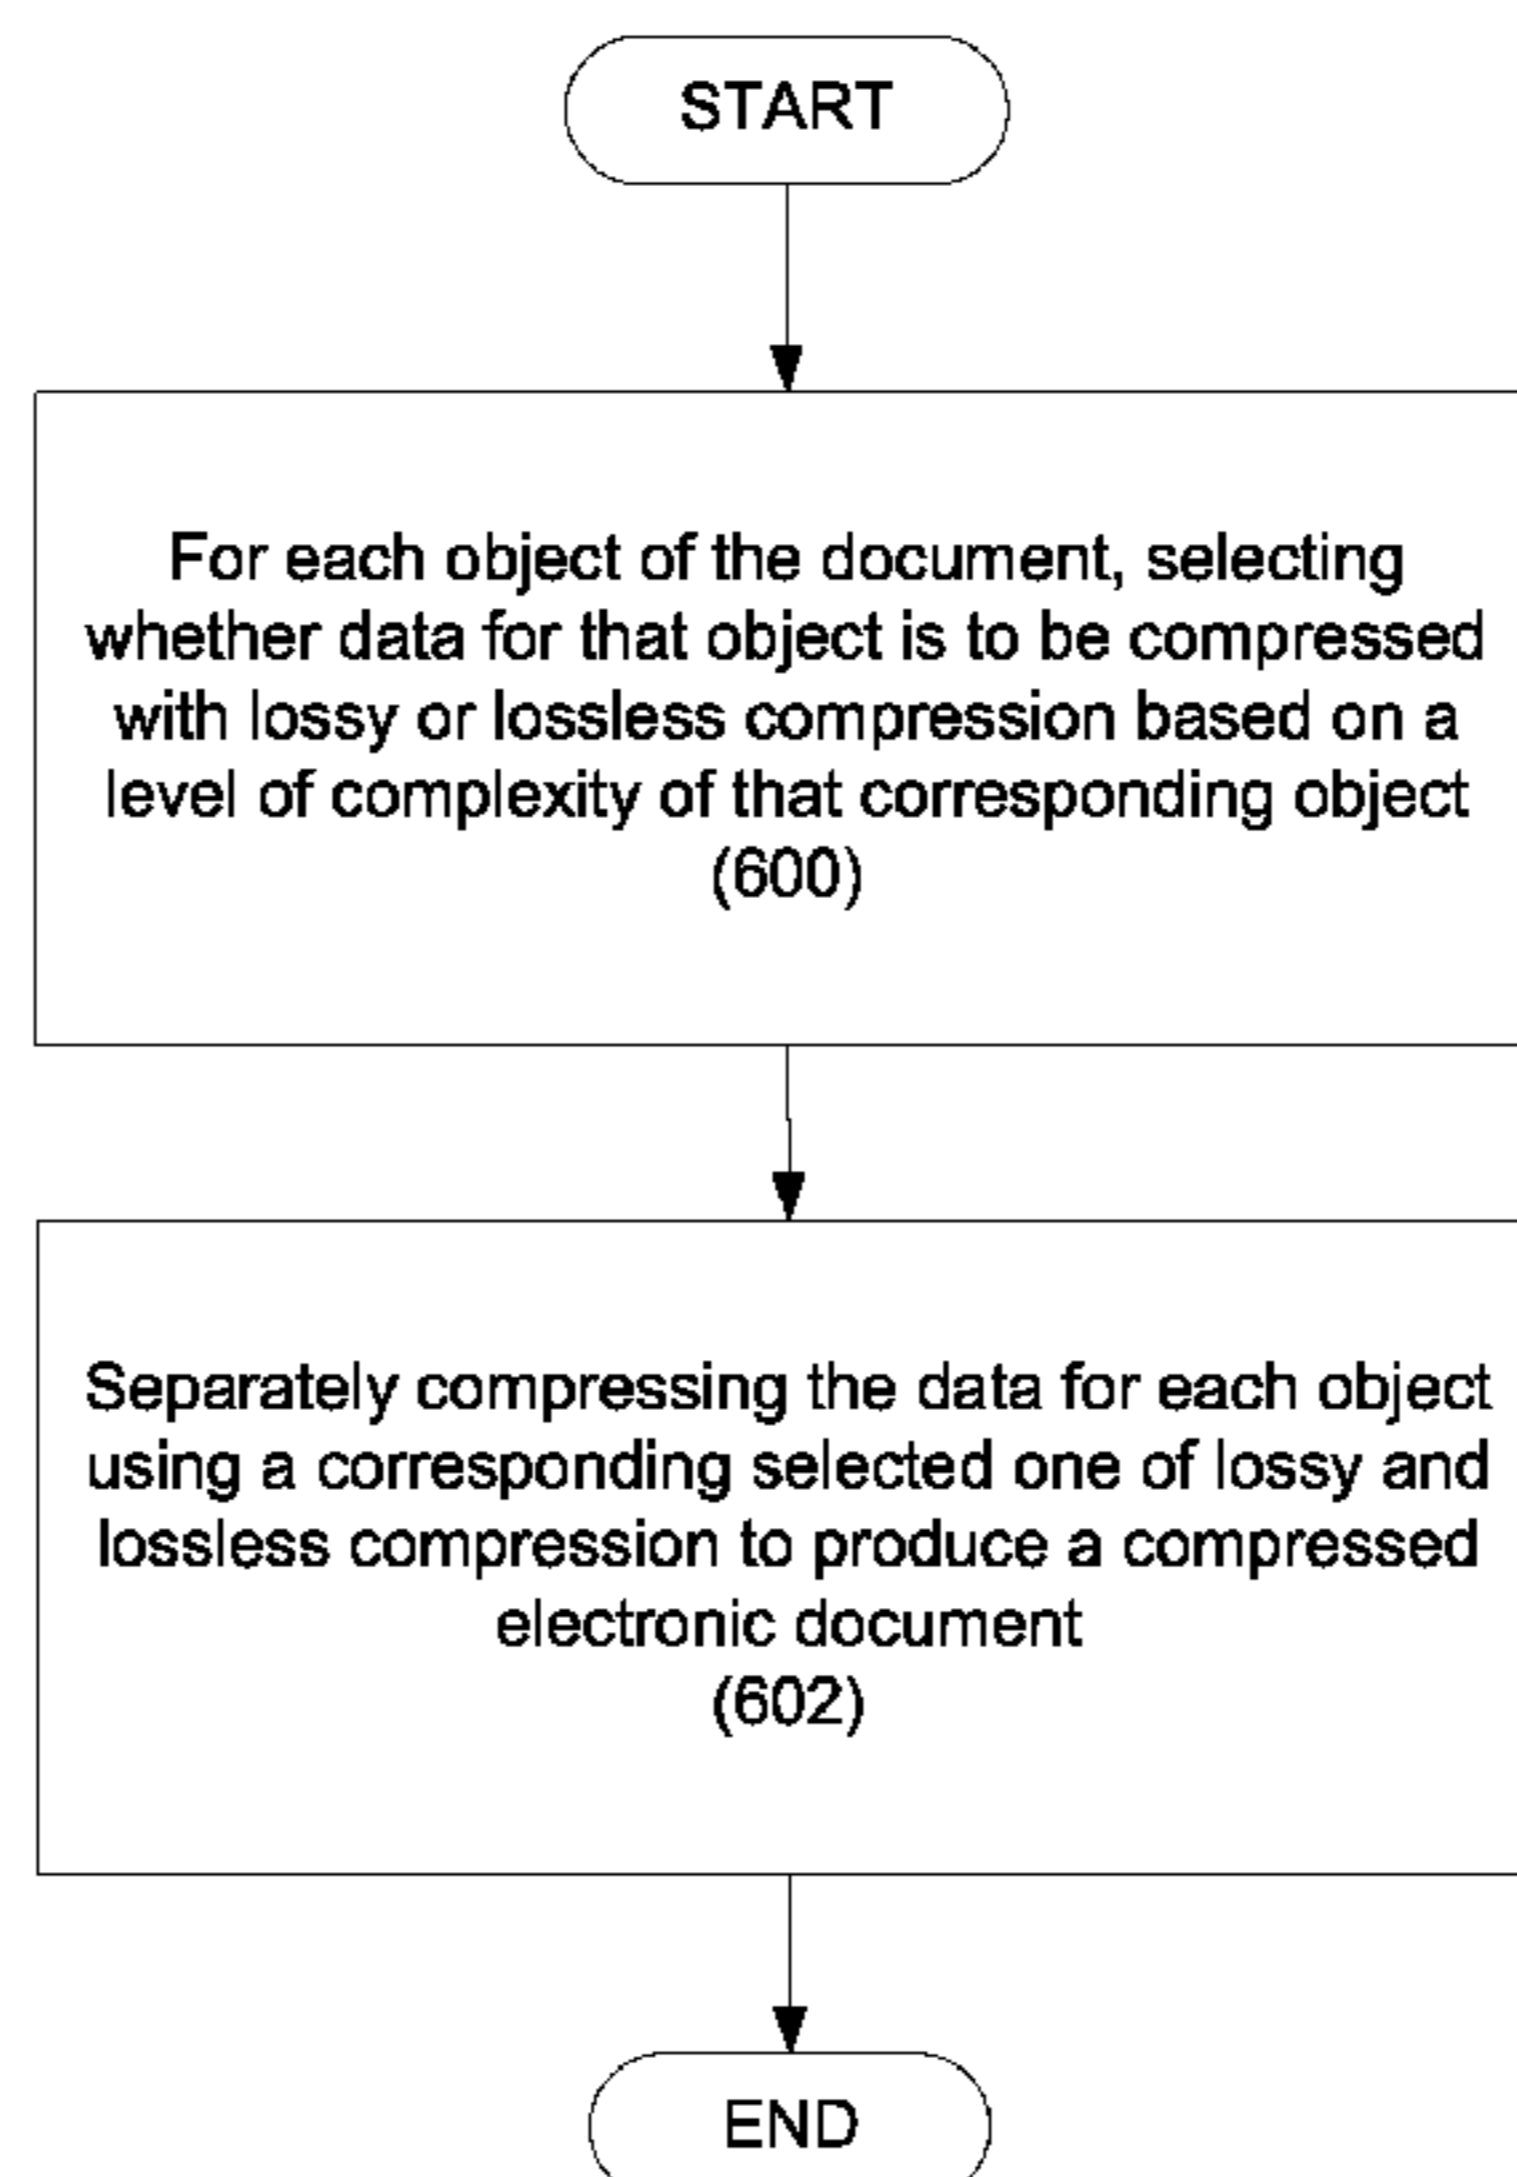 START
For each object of the document, selecting
whether data for that object is to be compressed
with lossy or lossless compression based on a
level of complexity of that corresponding object
(600)
Separately compressing the data for each object
using a corresponding selected one of lossy and
lossless compression to produce a compressed
electronic document
(602)
END